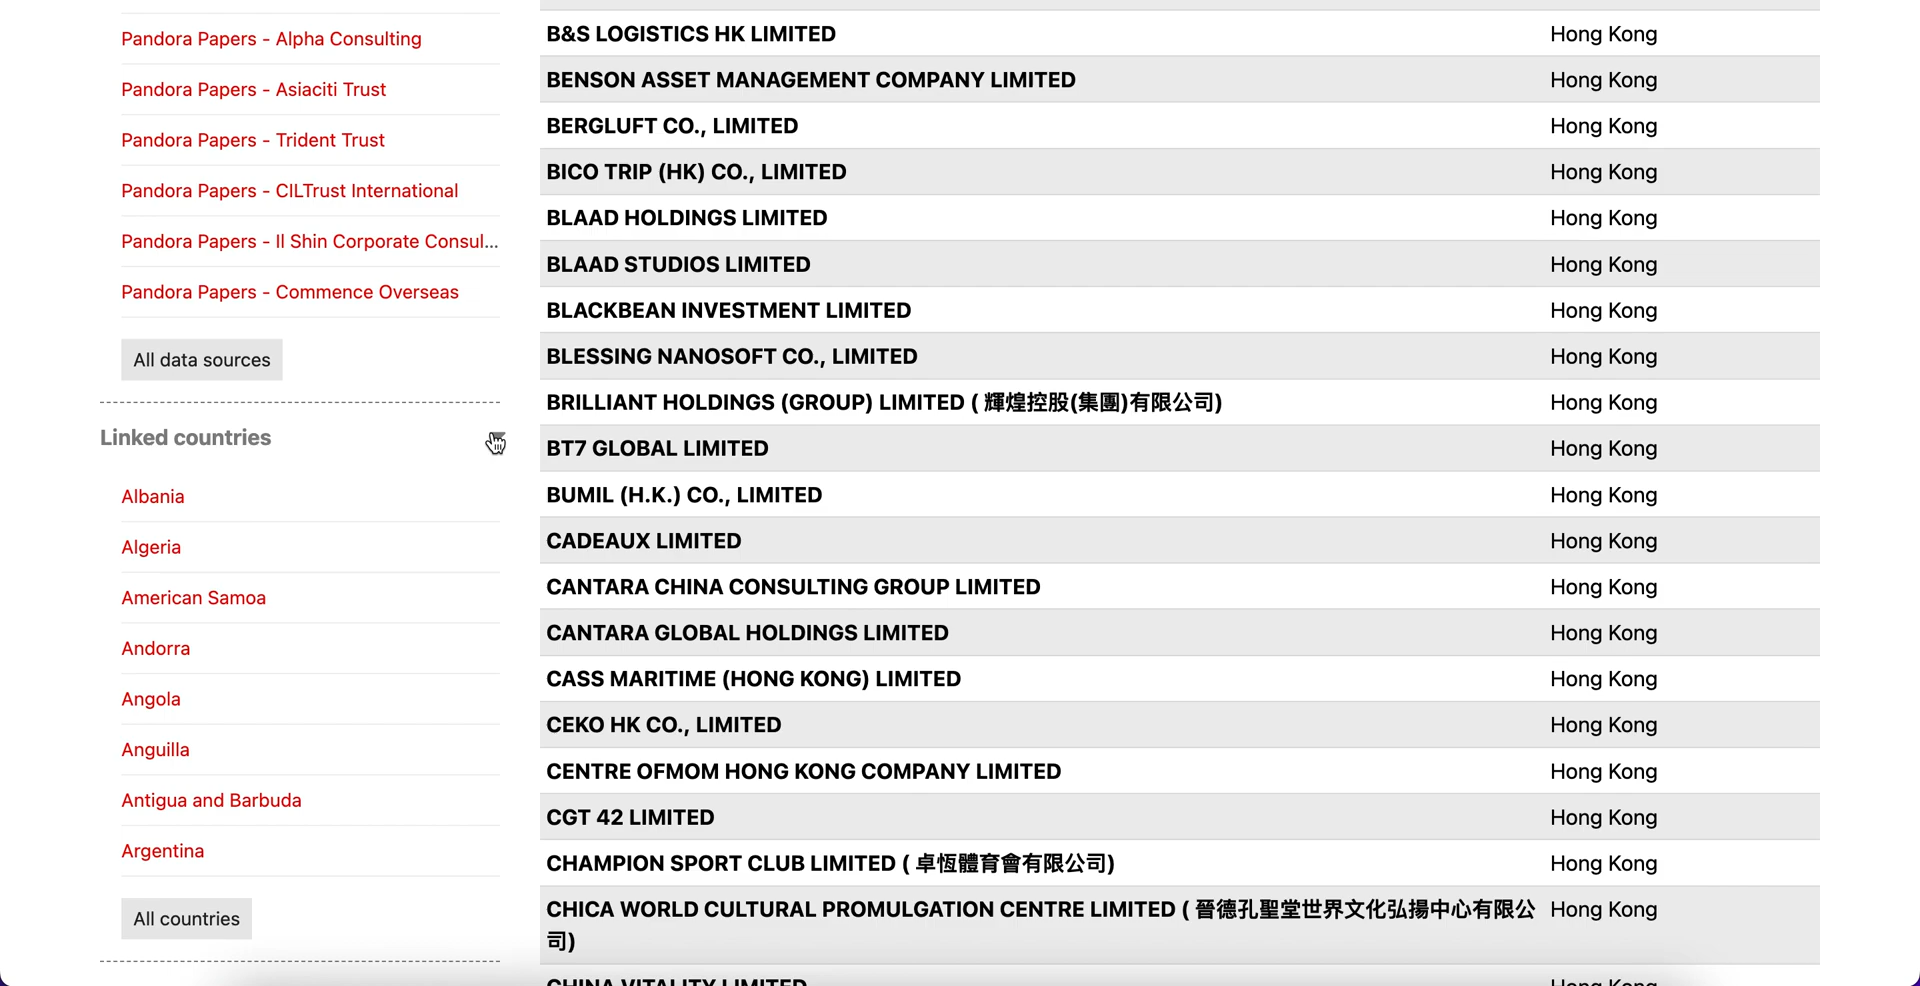 Pandora Papers - Alpha Consulting
Pandora Papers - Asiaciti Trust
Pandora Papers - Trident Trust
Pandora Papers - CILTrust International
Pandora Papers - Il Shin Corporate Consul...
Pandora Papers - Commence Overseas
All data sources
Linked countries
Albania
Algeria
American Samoa
Andorra
Angola
Anguilla
Antigua and Barbuda
Argentina
All countries
B&S LOGISTICS HK LIMITED Hong Kong
BENSON ASSET MANAGEMENT COMPANY LIMITED Hong Kong
BERGLUFT CO., LIMITED Hong Kong
BICO TRIP (HK) CO., LIMITED Hong Kong
BLAAD HOLDINGS LIMITED Hong Kong
BLAAD STUDIOS LIMITED Hong Kong
BLACKBEAN INVESTMENT LIMITED Hong Kong
BLESSING NANOSOFT CO., LIMITED Hong Kong
BRILLIANT HOLDINGS (GROUP) LIMITED ( 輝煌控股(集團)有限公司) Hong Kong
BT7 GLOBAL LIMITED Hong Kong
BUMIL (H.K.) CO., LIMITED Hong Kong
CADEAUX LIMITED Hong Kong
CANTARA CHINA CONSULTING GROUP LIMITED Hong Kong
CANTARA GLOBAL HOLDINGS LIMITED Hong Kong
CASS MARITIME (HONG KONG) LIMITED Hong Kong
CEKO HK CO., LIMITED Hong Kong
CENTRE OFMOM HONG KONG COMPANY LIMITED Hong Kong
CGT 42 LIMITED Hong Kong
CHAMPION SPORT CLUB LIMITED ( 卓恆體育會有限公司) Hong Kong
CHICA WORLD CULTURAL PROMULGATION CENTRE LIMITED ( 晉德孔聖堂世界文化弘揚中心有限公 Hong Kong
司)
CHINA VITALITY LIMITED Hong Kong